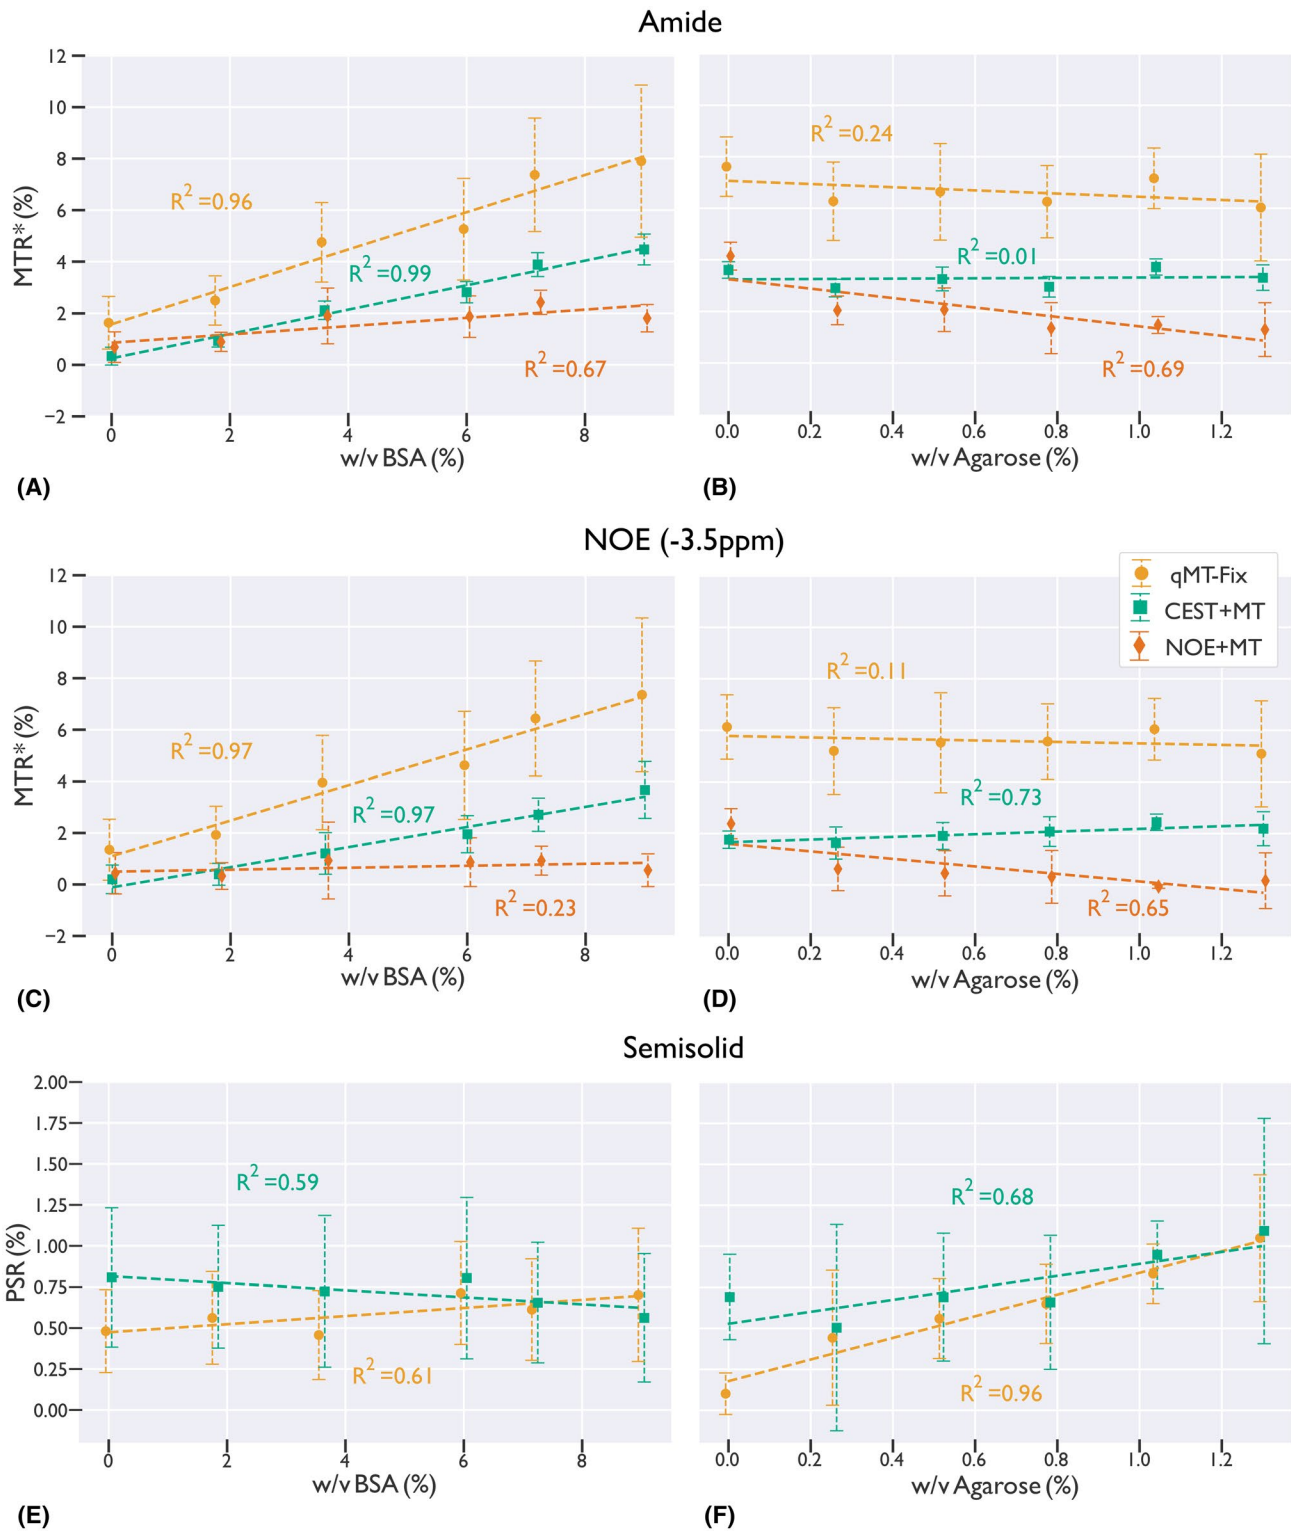 Amide
12
10
8
6
4
2
0
−2
MTR* (%)
R²=0.96
R²=0.99
R²=0.67
0 2 4 6 8
w/v BSA (%)
(A)
R²=0.24
R²=0.01
R²=0.69
0.0 0.2 0.4 0.6 0.8 1.0 1.2
w/v Agarose (%)
(B)
NOE (-3.5ppm)
12
10
8
6
4
2
0
−2
MTR* (%)
R²=0.97
R²=0.97
R²=0.23
0 2 4 6 8
w/v BSA (%)
(C)
qMT-Fix
CEST+MT
NOE+MT
R²=0.11
R²=0.73
R²=0.65
0.0 0.2 0.4 0.6 0.8 1.0 1.2
w/v Agarose (%)
(D)
Semisolid
2.00
1.75
1.50
1.25
1.00
0.75
0.50
0.25
0.00
PSR (%)
R²=0.59
R²=0.61
0 2 4 6 8
w/v BSA (%)
(E)
R²=0.68
R²=0.96
0.0 0.2 0.4 0.6 0.8 1.0 1.2
w/v Agarose (%)
(F)